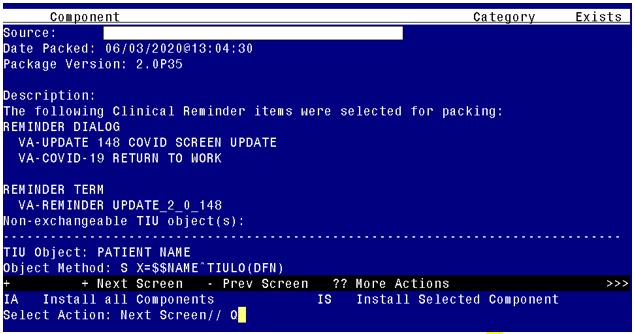 Component Category Exists
Source:
Date Packed: 06/03/2020@13:04:30
Package Version: 2.0P35
Description:
The following Clinical Reminder items were selected for packing:
REMINDER DIALOG
VA-UPDATE 148 COVID SCREEN UPDATE
VA-COVID-19 RETURN TO WORK
REMINDER TERM
VA-REMINDER UPDATE_2_0_148
Non-exchangeable TIU object(s):
--------------------------------------------------------------------------------
TIU Object: PATIENT NAME
Object Method: S X=$$NAME^TIULO(DFN)
+ + Next Screen - Prev Screen ?? More Actions >>>
IA Install all Components IS Install Selected Component
Select Action: Next Screen// Q